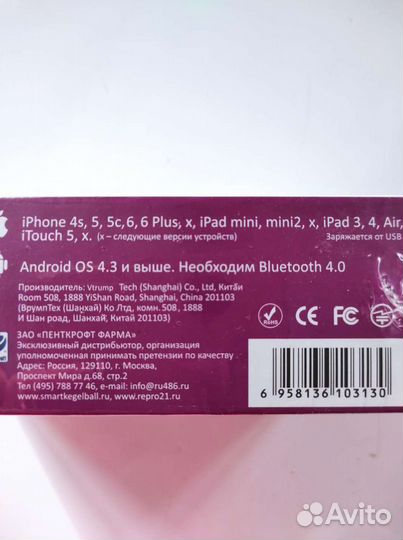 iPhone 4s, 5, 5c,6,6 Plus, x, iPad mini, mini2, x, iPad 3, 4, Air,
iTouch 5, x. (x – следующие версии устройств) Заряжается от USB
Android OS 4.3 и выше. Необходим Bluetooth 4.0
Производитель: Vtrump Tech (Shanghai) Co., Ltd, Китай
Room 508, 1888 YiShan Road, Shanghai, China 201103
(ВрумпТех (Шанхай) Ко Лтд, комн.508 , 1888
И Шан роад, Шанхай, Китай 201103)
RoHS FC CE
ЗАО «ПЕНТКРОФТ ФАРМА»
Эксклюзивный дистрибьютор, организация
уполномоченная принимать претензии по качеству
Адрес: Россия, 129110, г. Москва,
Проспект Мира д.68, стр.2
Тел (495) 788 77 46, e-mail: info@ru486.ru
www.smartkegelball.ru, www.repro21.ru
6 958136 103130
Avito